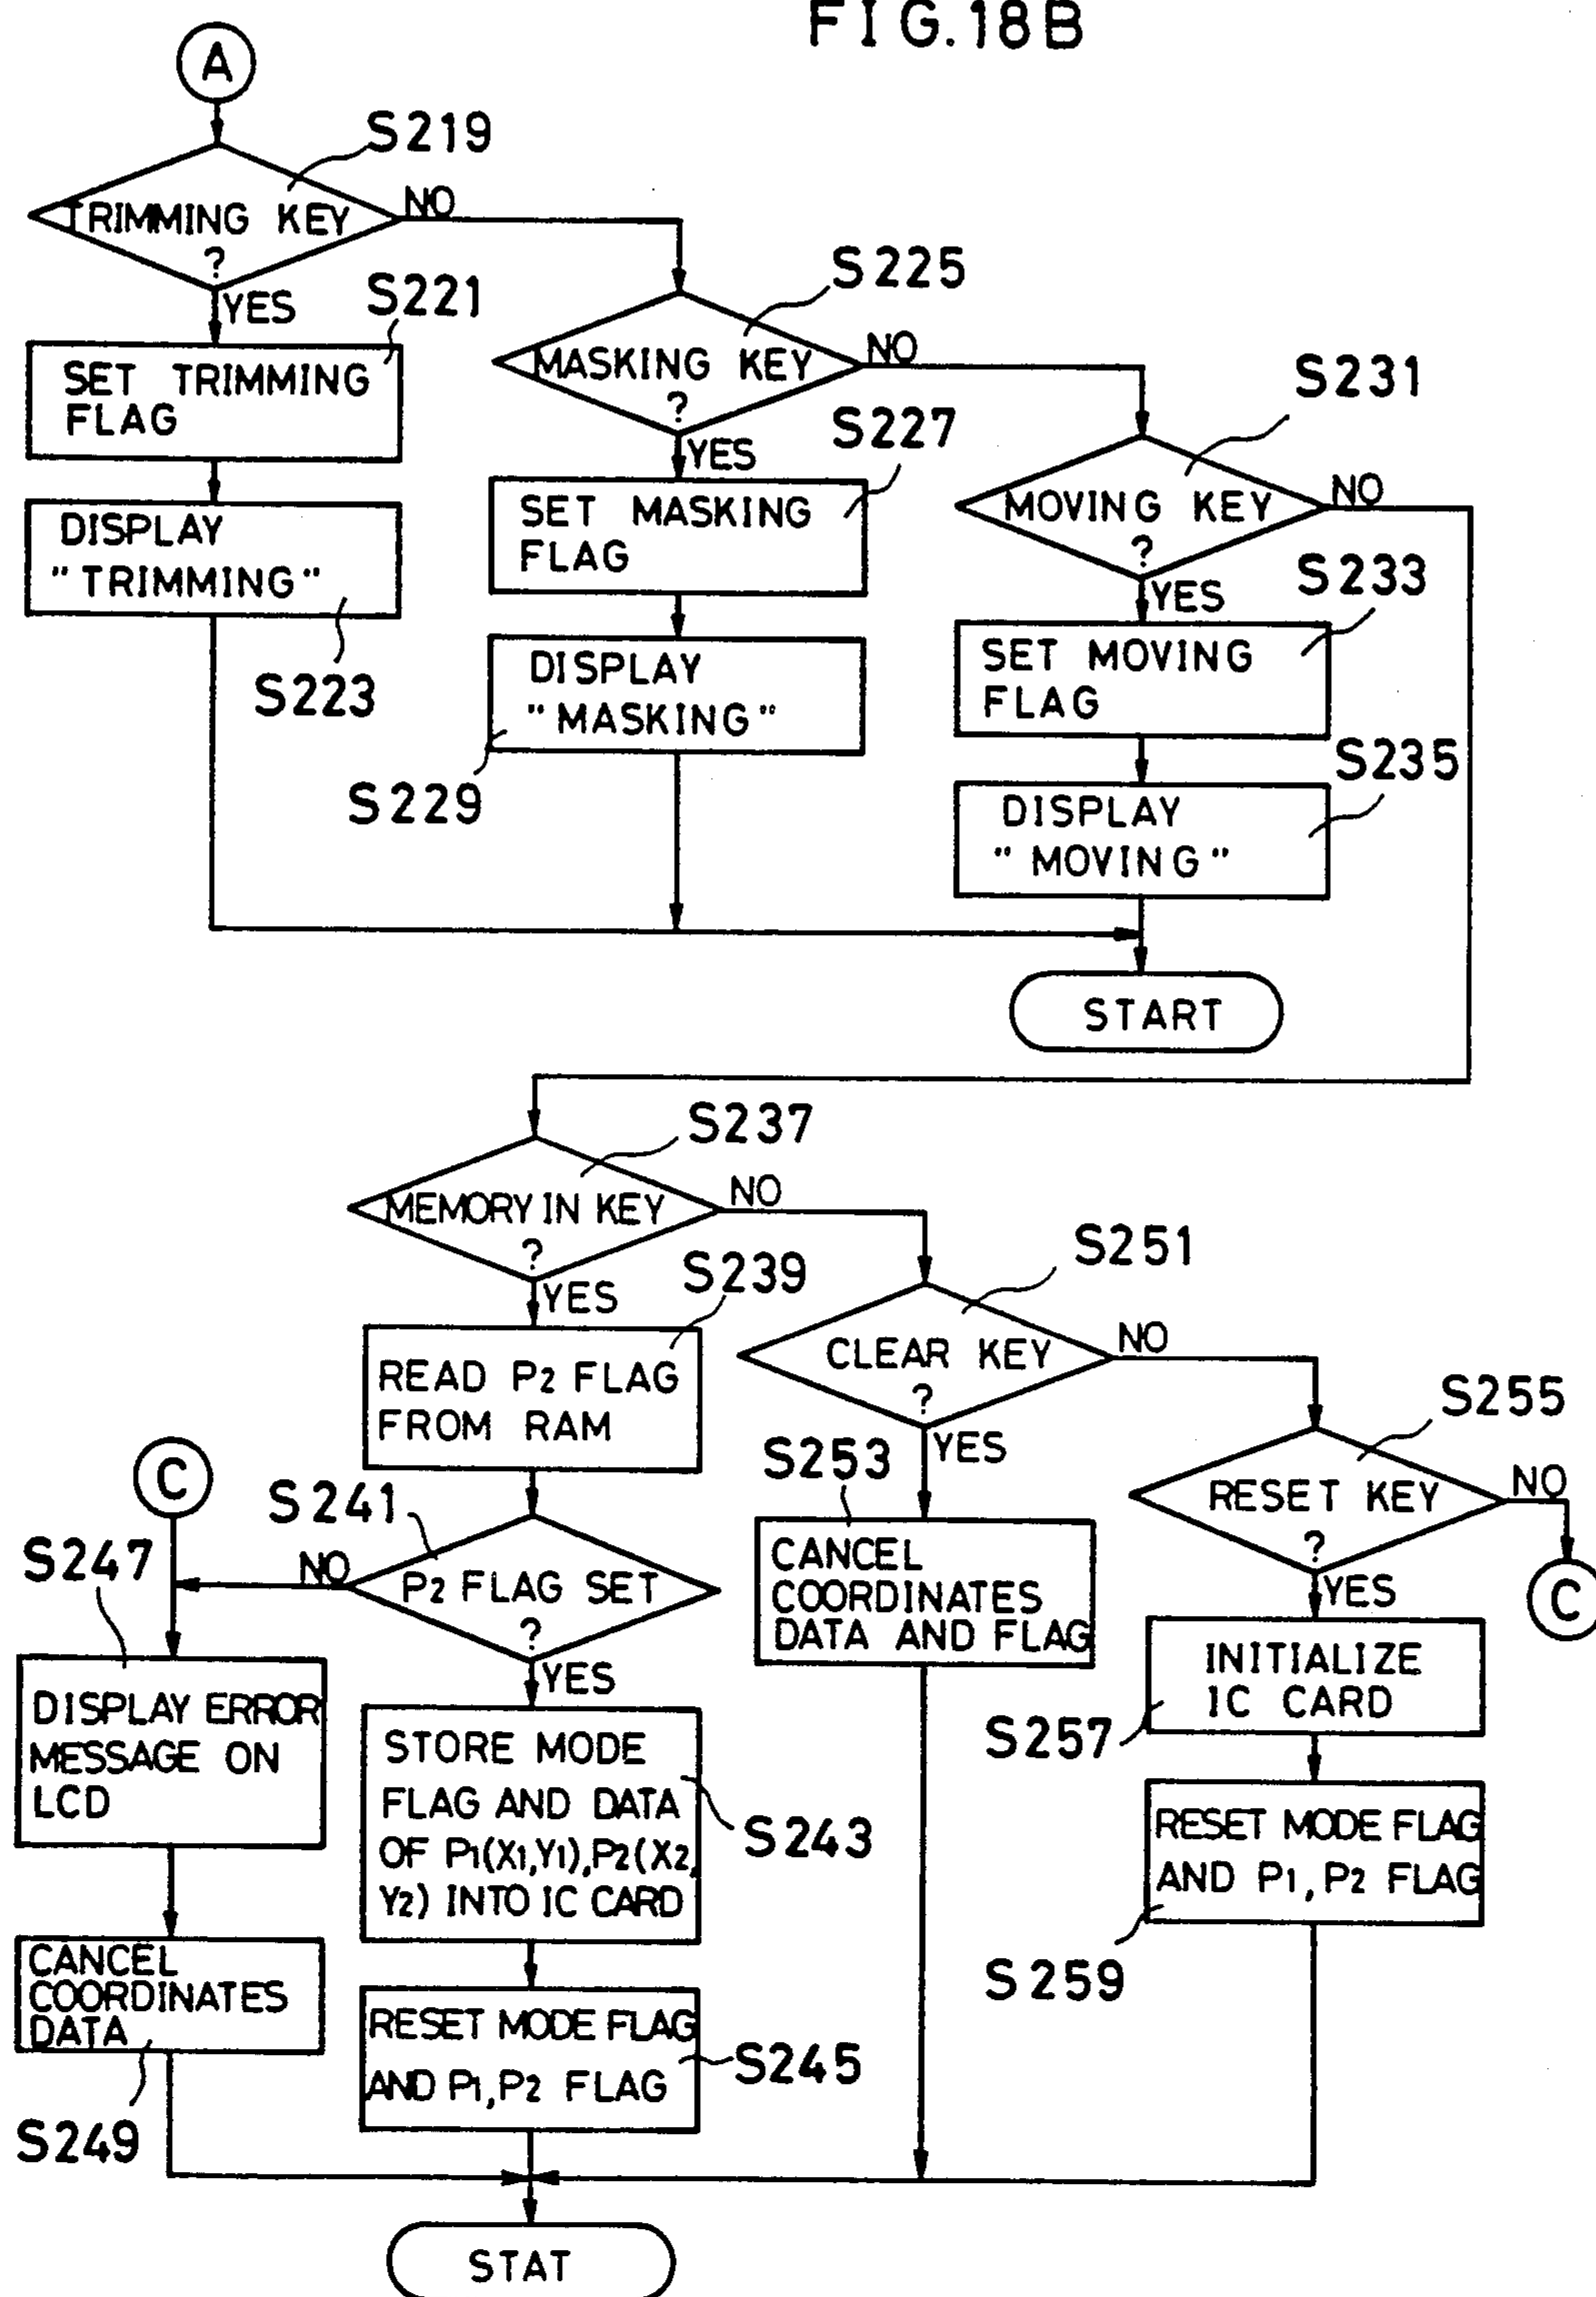 FIG.18B
A
S219
TRIMMING KEY
?
NO
YES
S221
SET TRIMMING
FLAG
DISPLAY
"TRIMMING"
S223
S225
MASKING KEY
?
NO
YES
S227
SET MASKING
FLAG
DISPLAY
"MASKING"
S229
S231
MOVING KEY
?
NO
YES
S233
SET MOVING
FLAG
S235
DISPLAY
"MOVING"
START
S237
MEMORY IN KEY
?
NO
YES
S239
READ P2 FLAG
FROM RAM
S241
P2 FLAG SET
?
NO
YES
C
S247
DISPLAY ERROR
MESSAGE ON
LCD
CANCEL
COORDINATES
DATA
S249
STORE MODE
FLAG AND DATA
OF P1(X1,Y1),P2(X2,
Y2) INTO IC CARD
S243
RESET MODE FLAG
AND P1,P2 FLAG
S245
S251
CLEAR KEY
?
NO
YES
S253
CANCEL
COORDINATES
DATA AND FLAG
S255
RESET KEY
?
NO
YES
C
INITIALIZE
IC CARD
S257
RESET MODE FLAG
AND P1,P2 FLAG
S259
STAT